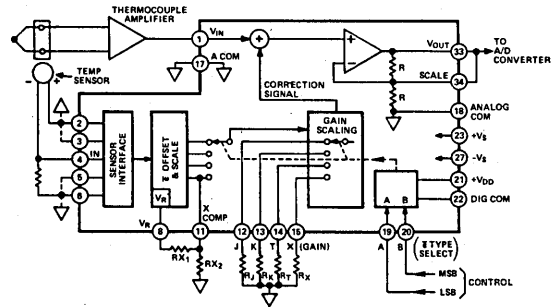 THERMOCOUPLE
AMPLIFIER
VIN
1
+
VOUT
33
TO
A/D
CONVERTER
17
A COM
R
SCALE
34
TEMP
SENSOR
- +
CORRECTION
SIGNAL
R
18
ANALOG
COM
2
3
4
IN
5
6
SENSOR
INTERFACE
OFFSET
& SCALE
VR
GAIN
SCALING
23
+VS
27
-VS
21
+VDD
22
DIG COM
A B
VR
8
X
COMP
11
J
12
K
13
T
14
X
15
(GAIN)
A
19
B
20
(TYPE
SELECT)
RX1
RX2
RJ
RK
RT
RX
MSB
LSB
CONTROL